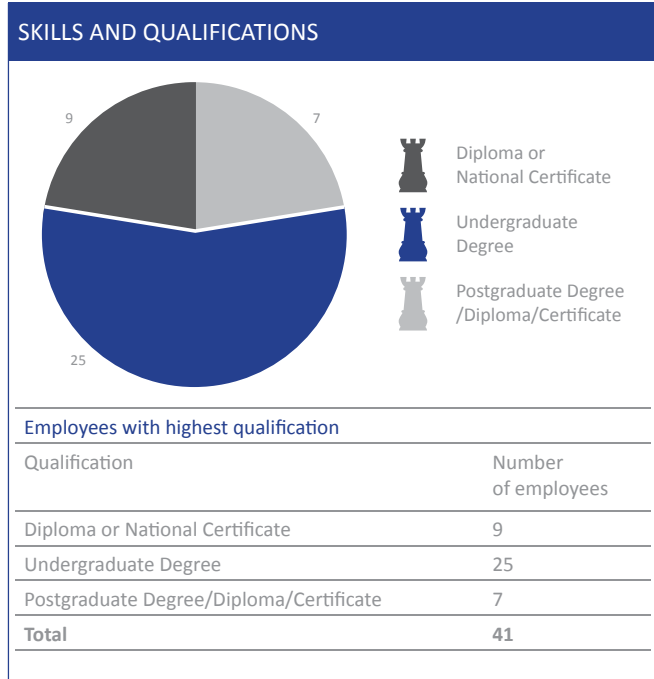 SKILLS AND QUALIFICATIONS
9
7
25
Diploma or
National Certificate
Undergraduate
Degree
Postgraduate Degree
/Diploma/Certificate
Employees with highest qualification
Qualification Number
of employees
Diploma or National Certificate 9
Undergraduate Degree 25
Postgraduate Degree/Diploma/Certificate 7
Total 41